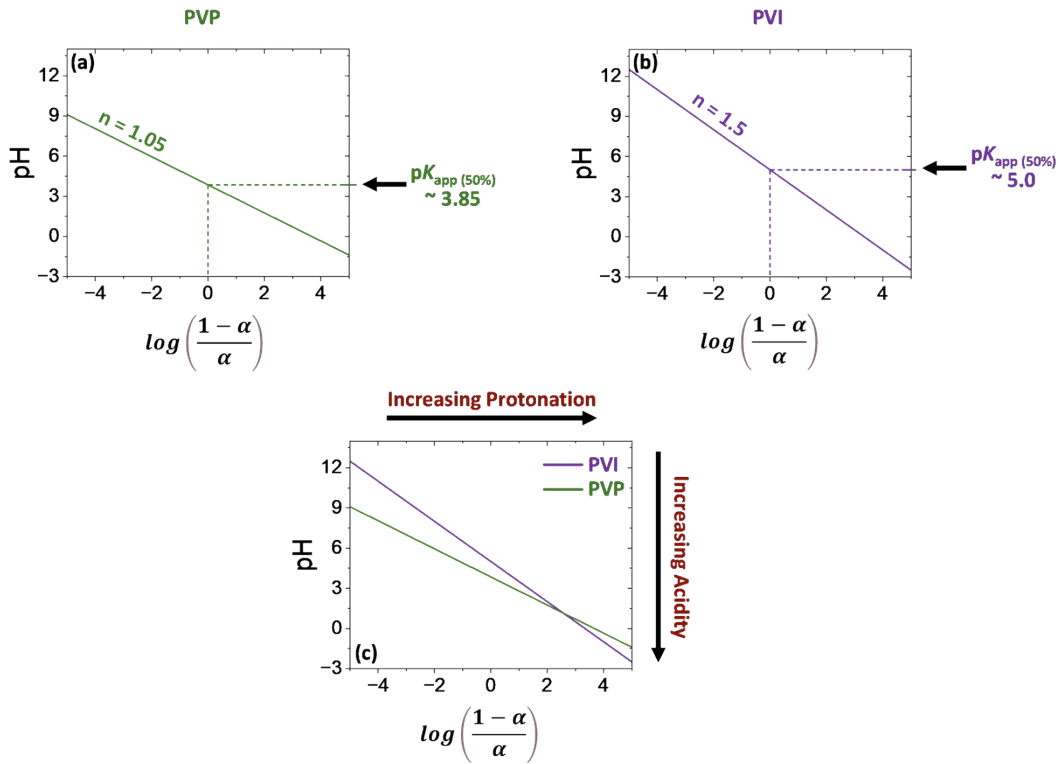 PVP
(a)
n = 1.05
pH
12
9
6
3
0
−3
−4 −2 0 2 4
log(1 − α / α)
pKapp (50%)
~ 3.85
PVI
(b)
n = 1.5
pH
12
9
6
3
0
−3
−4 −2 0 2 4
log(1 − α / α)
pKapp (50%)
~ 5.0
Increasing Protonation
PVI
PVP
(c)
pH
12
9
6
3
0
−3
−4 −2 0 2 4
log(1 − α / α)
Increasing Acidity